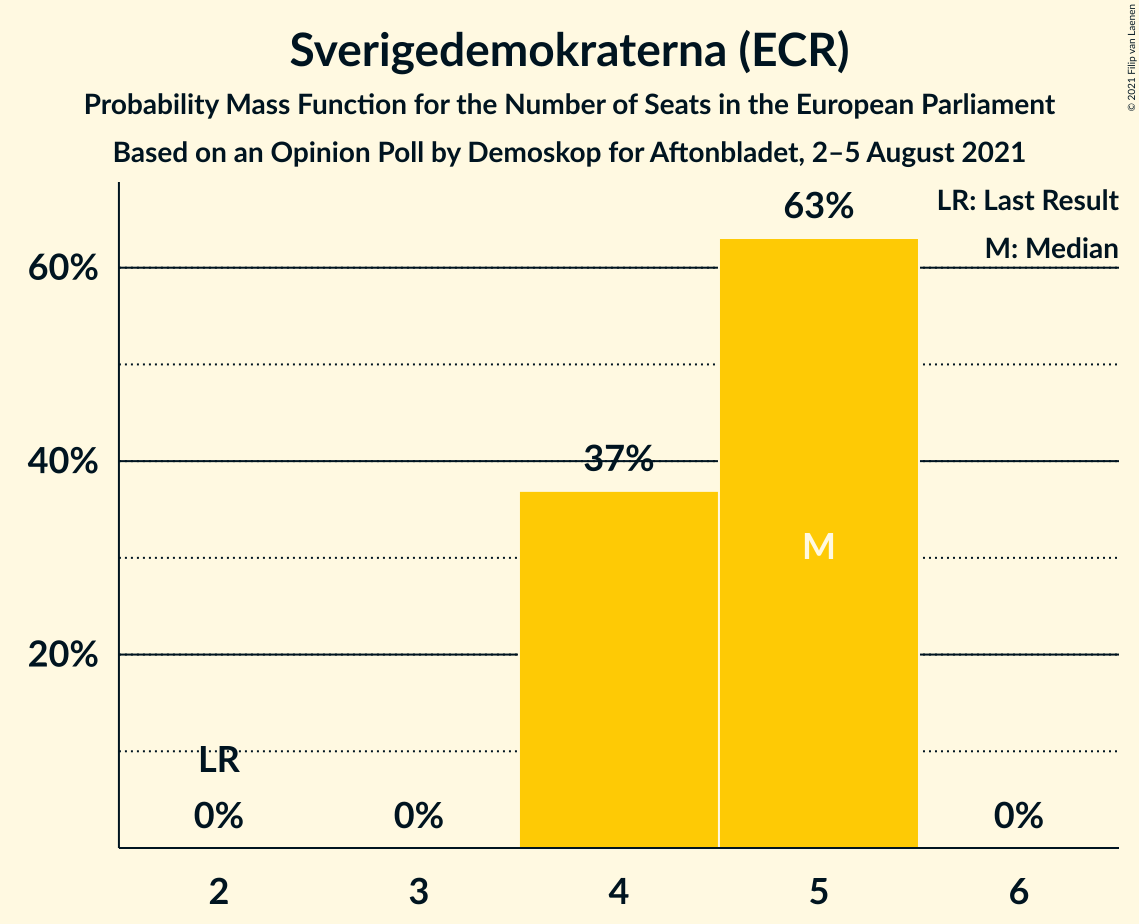 Sverigedemokraterna (ECR)
Probability Mass Function for the Number of Seats in the European Parliament
Based on an Opinion Poll by Demoskop for Aftonbladet, 2–5 August 2021
© 2021 Filip van Laenen
LR: Last Result
M: Median
60%
40%
20%
LR
0%
0%
37%
63%
M
0%
2
3
4
5
6